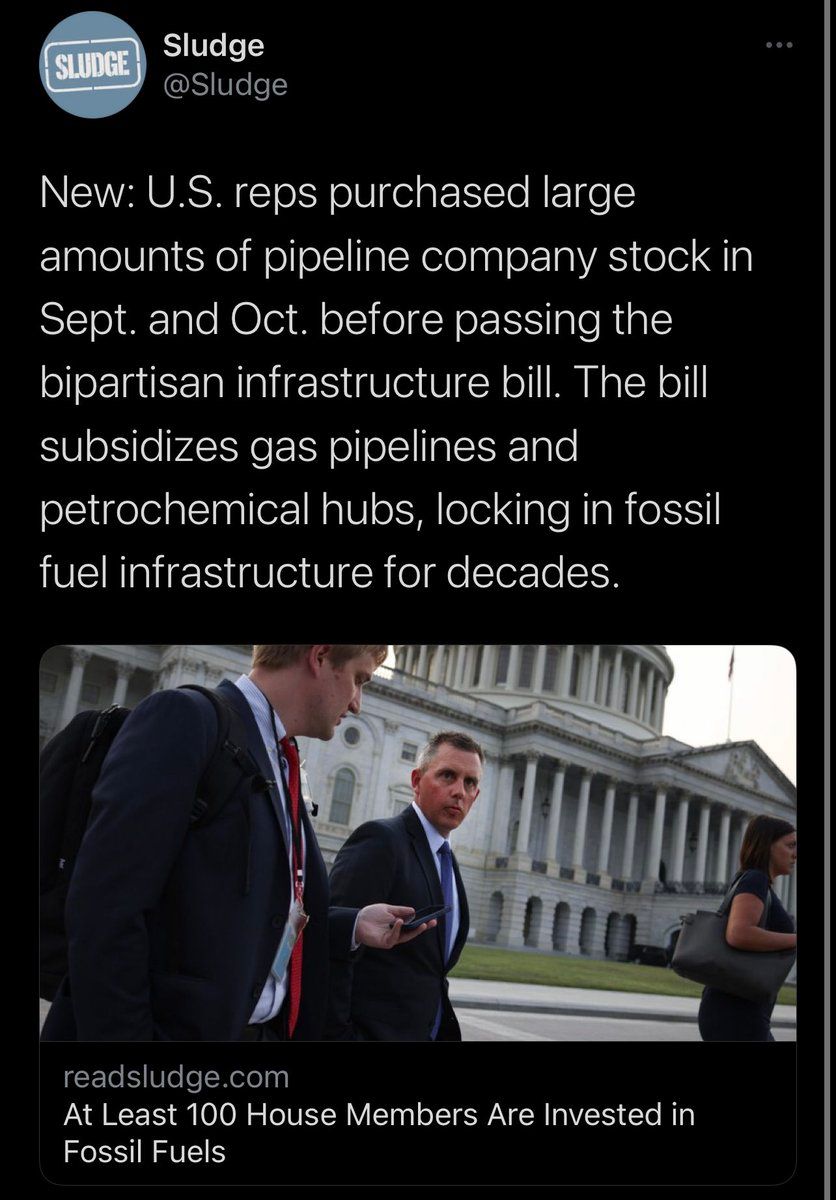 SLUDGE
Sludge
@Sludge
New: U.S. reps purchased large
amounts of pipeline company stock in
Sept. and Oct. before passing the
bipartisan infrastructure bill. The bill
subsidizes gas pipelines and
petrochemical hubs, locking in fossil
fuel infrastructure for decades.
readsludge.com
At Least 100 House Members Are Invested in
Fossil Fuels